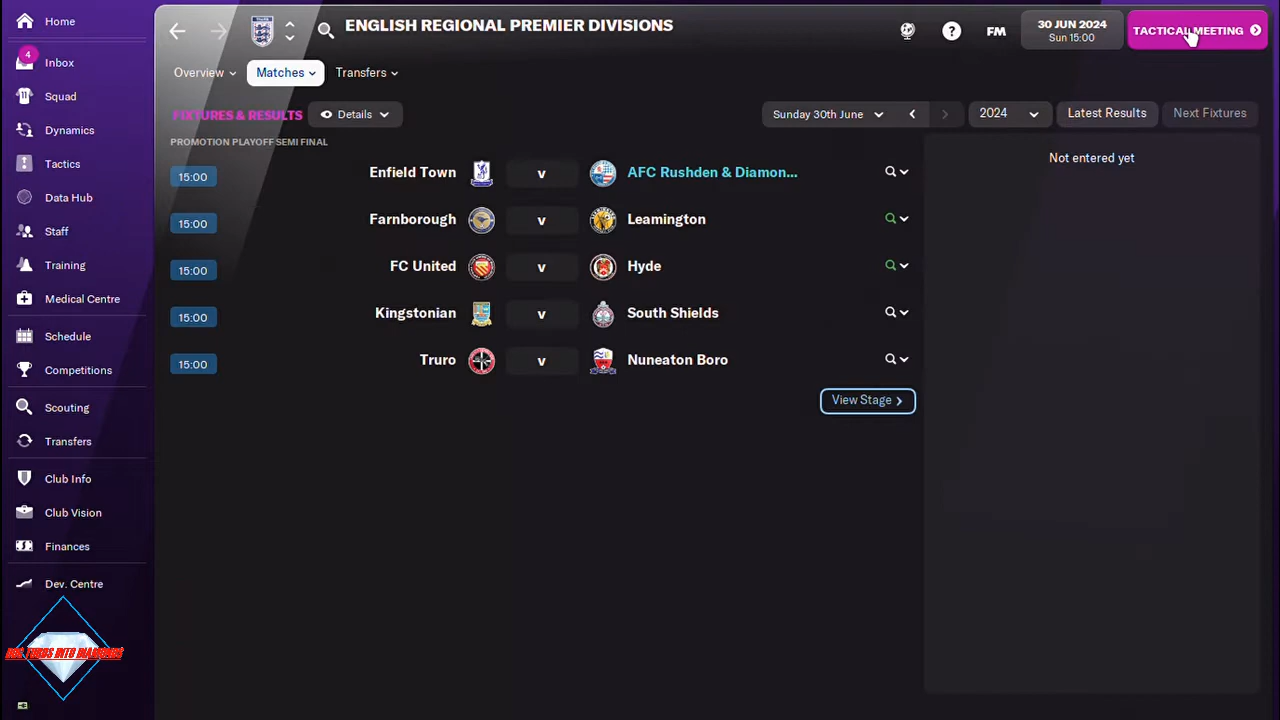 Home
4
Inbox
Squad
Dynamics
Tactics
Data Hub
Staff
Training
Medical Centre
Schedule
Competitions
Scouting
Transfers
Club Info
Club Vision
Finances
Dev. Centre
ENGLISH REGIONAL PREMIER DIVISIONS
? FM
30 JUN 2024
Sun 15:00
TACTICAL MEETING
Overview Matches Transfers
FIXTURES & RESULTS Details Sunday 30th June 2024 Latest Results Next Fixtures
PROMOTION PLAYOFF SEMI FINAL
Not entered yet
15:00 Enfield Town v AFC Rushden & Diamon...
15:00 Farnborough v Leamington
15:00 FC United v Hyde
15:00 Kingstonian v South Shields
15:00 Truro v Nuneaton Boro
View Stage